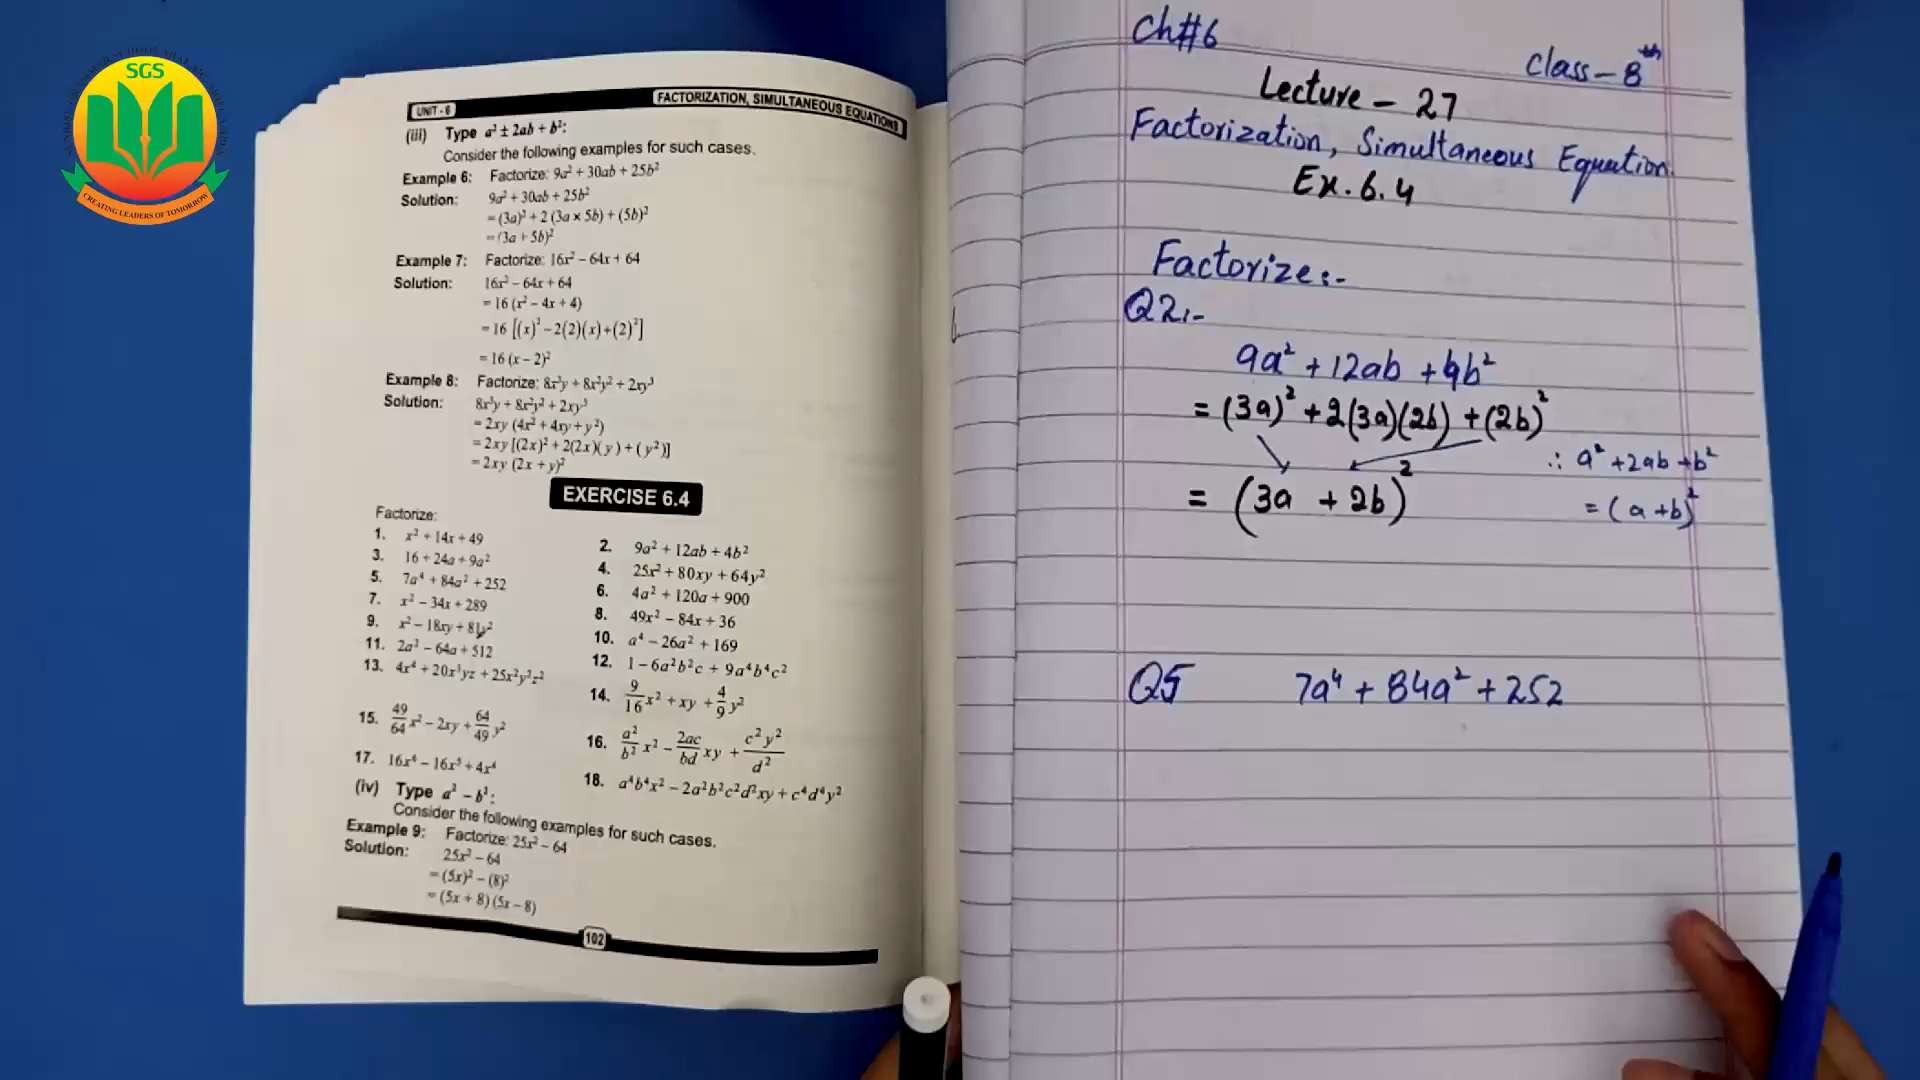 SGS
CREATING LEADERS OF TOMORROW
UNIT - 6
FACTORIZATION, SIMULTANEOUS EQUATIONS
(iii) Type a² ± 2ab + b²:
Consider the following examples for such cases.
Example 6: Factorize: 9a² + 30ab + 25b²
Solution: 9a² + 30ab + 25b²
= (3a)² + 2 (3a × 5b) + (5b)²
= (3a + 5b)²
Example 7: Factorize: 16x² – 64x + 64
Solution: 16x² – 64x + 64
= 16 (x² – 4x + 4)
= 16 [(x)² – 2(2)(x) + (2)²]
= 16 (x – 2)²
Example 8: Factorize: 8x³y + 8x²y² + 2xy³
Solution: 8x³y + 8x²y² + 2xy³
= 2xy (4x² + 4xy + y²)
= 2xy [(2x)² + 2(2x)(y) + (y²)]
= 2xy (2x + y)²
EXERCISE 6.4
Factorize:
1. x² + 14x + 49
2. 9a² + 12ab + 4b²
3. 16 + 24a + 9a²
4. 25x² + 80xy + 64y²
5. 7a⁴ + 84a² + 252
6. 4a² + 120a + 900
7. x² – 34x + 289
8. 49x² – 84x + 36
9. x² – 18xy + 81y²
10. a⁴ – 26a² + 169
11. 2a³ – 64a + 512
12. 1 – 6a²b²c + 9a⁴b⁴c²
13. 4x⁴ + 20x³yz + 25x²y²z²
14. 9/16 x² + xy + 4/9 y²
15. 49/64 x² – 2xy + 64/49 y²
16. a²/b² x² – 2ac/bd xy + c²y²/d²
17. 16x⁶ – 16x⁵ + 4x⁴
18. a⁴b⁴x² – 2a²b²c²d²xy + c⁴d⁴y²
(iv) Type a² – b²:
Consider the following examples for such cases.
Example 9: Factorize: 25x² – 64
Solution: 25x² – 64
= (5x)² – (8)²
= (5x + 8) (5x – 8)
102
Ch#6
Class – 8th
Lecture – 27
Factorization, Simultaneous Equation.
Ex. 6.4
Factorize:-
Q2:-
9a² + 12ab + 4b²
= (3a)² + 2(3a)(2b) + (2b)²
∴ a² + 2ab + b²
= (3a + 2b)²
= (a + b)²
Q5 7a⁴ + 84a² + 252